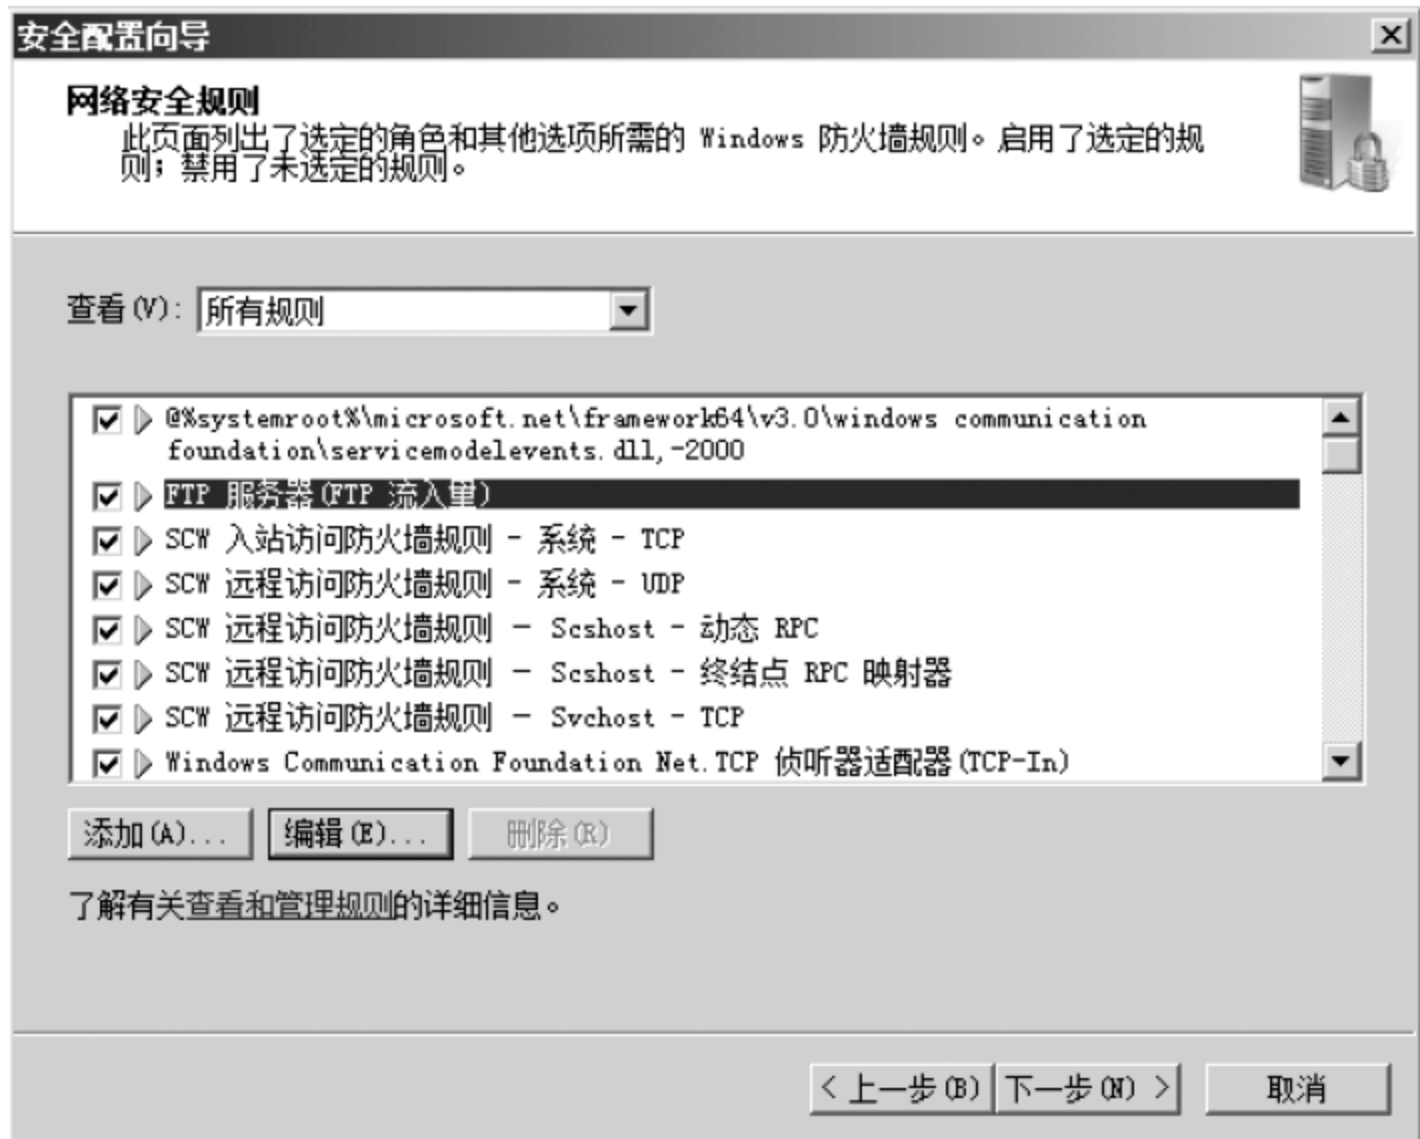 安全配置向导
网络安全规则
此页面列出了选定的角色和其他选项所需的 Windows 防火墙规则。启用了选定的规
则；禁用了未选定的规则。
查看(V): 所有规则
@%systemroot%\microsoft.net\framework64\v3.0\windows communication
foundation\servicemodelevents.dll,-2000
FTP 服务器(FTP 流入量)
SCW 入站访问防火墙规则 - 系统 - TCP
SCW 远程访问防火墙规则 - 系统 - UDP
SCW 远程访问防火墙规则 - Scshost - 动态 RPC
SCW 远程访问防火墙规则 - Scshost - 终结点 RPC 映射器
SCW 远程访问防火墙规则 - Svchost - TCP
Windows Communication Foundation Net.TCP 侦听器适配器(TCP-In)
添加(A)... 编辑(E)... 删除(R)
了解有关查看和管理规则的详细信息。
< 上一步(B) 下一步(N) > 取消